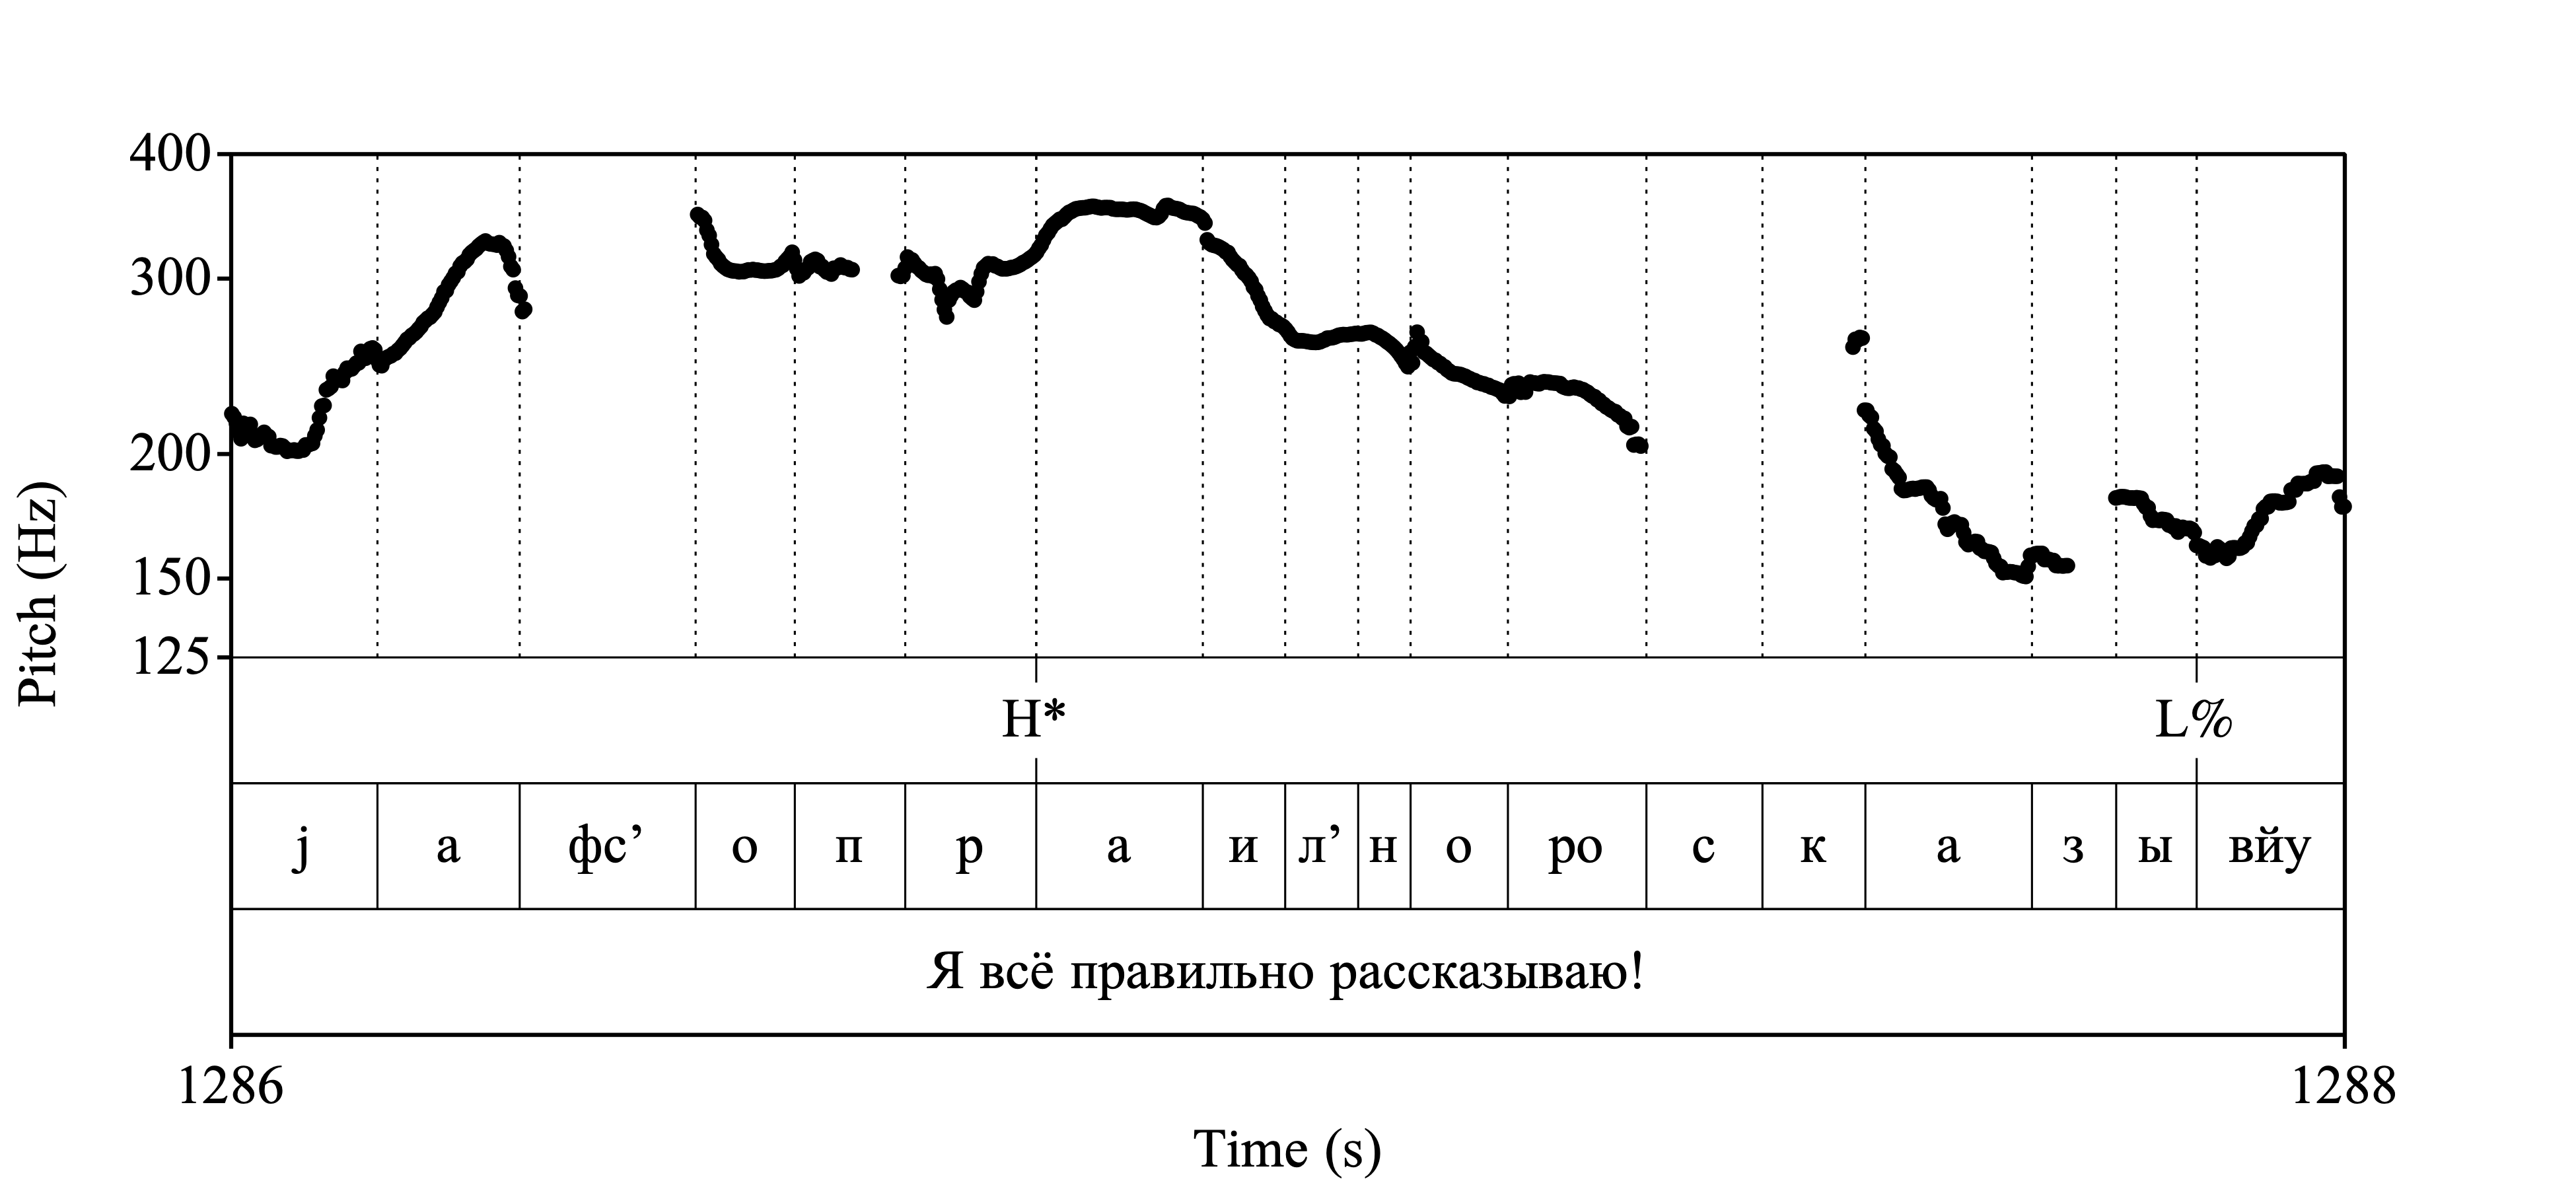 400
300
200
150
125
Pitch (Hz)
H* L%
j а фс’ о п р а и л’ н о ро с к а з ы вйу
Я всё правильно рассказываю!
1286 1288
Time (s)